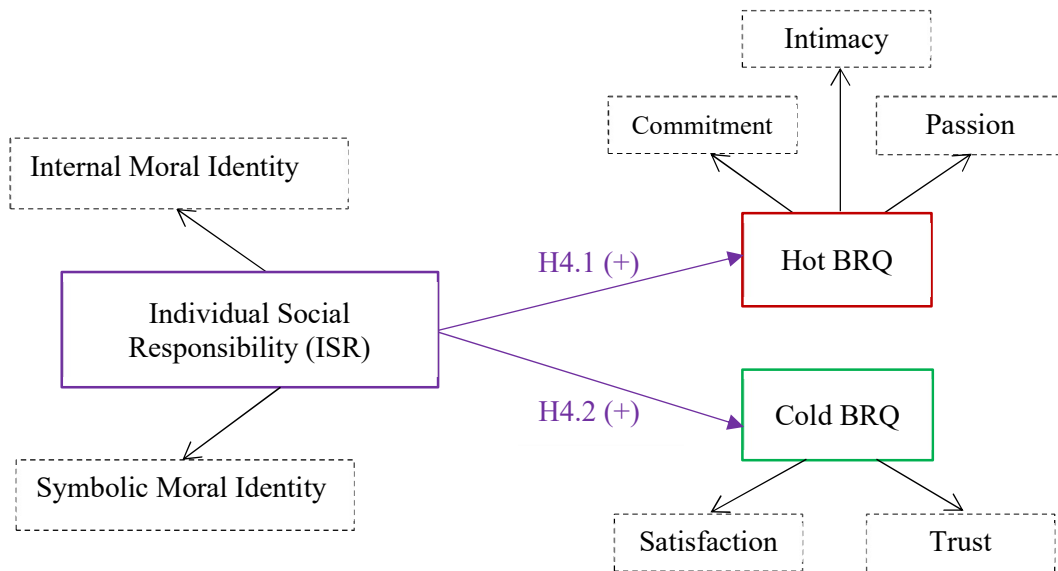 Intimacy
Commitment
Passion
Internal Moral Identity
H4.1 (+)
Hot BRQ
Individual Social
Responsibility (ISR)
H4.2 (+)
Cold BRQ
Symbolic Moral Identity
Satisfaction
Trust